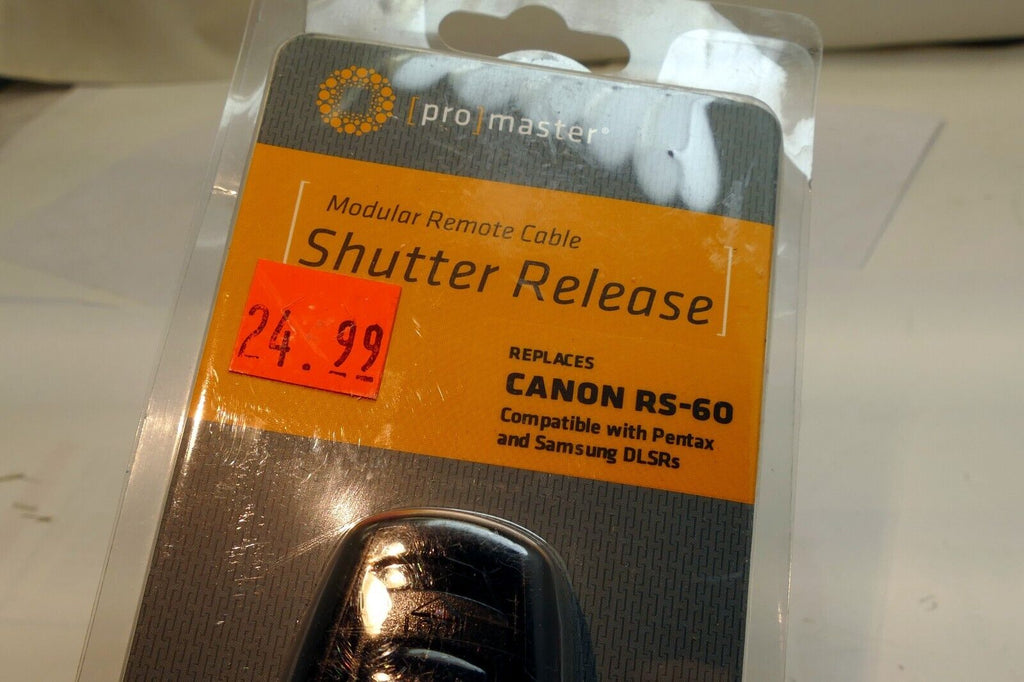 [pro]master®
Modular Remote Cable
Shutter Release
24.99
REPLACES
CANON RS-60
Compatible with Pentax
and Samsung DLSRs